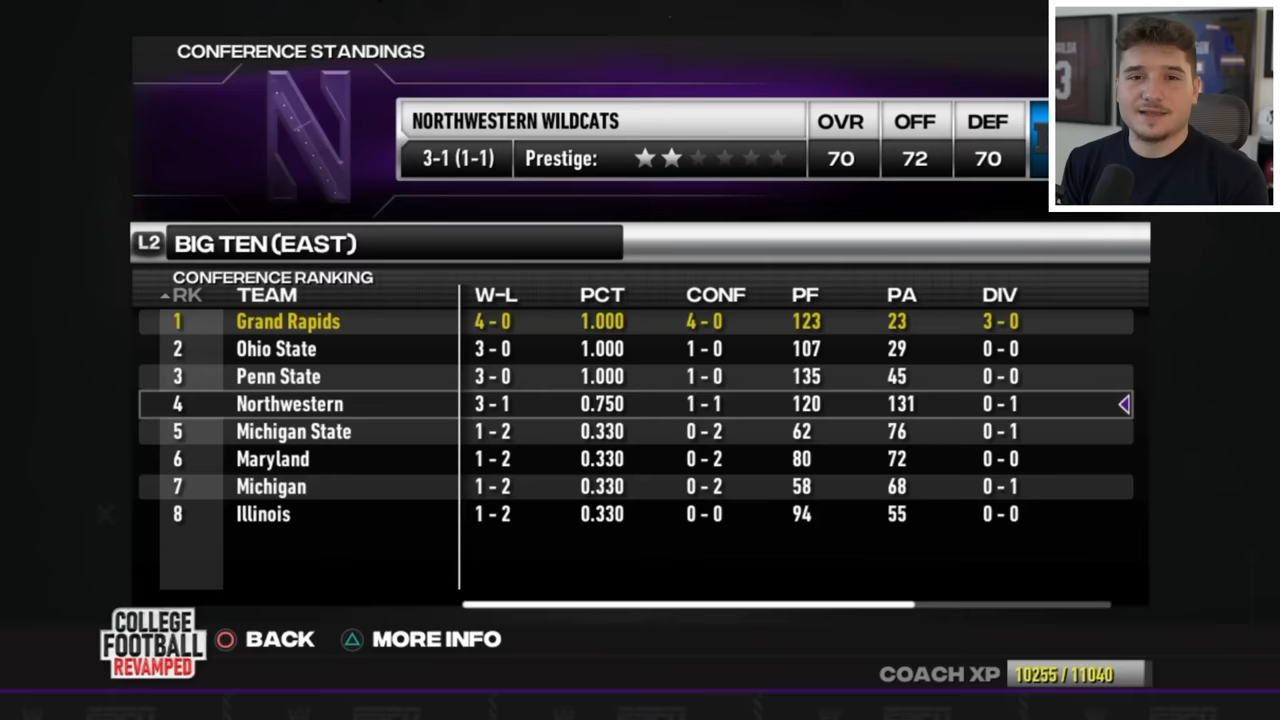 CONFERENCE STANDINGS
NORTHWESTERN WILDCATS OVR OFF DEF
3-1 (1-1) Prestige: 70 72 70
L2 BIG TEN (EAST)
CONFERENCE RANKING
RK TEAM W-L PCT CONF PF PA DIV
1 Grand Rapids 4 - 0 1.000 4 - 0 123 23 3 - 0
2 Ohio State 3 - 0 1.000 1 - 0 107 29 0 - 0
3 Penn State 3 - 0 1.000 1 - 0 135 45 0 - 0
4 Northwestern 3 - 1 0.750 1 - 1 120 131 0 - 1
5 Michigan State 1 - 2 0.330 0 - 2 62 76 0 - 1
6 Maryland 1 - 2 0.330 0 - 2 80 72 0 - 0
7 Michigan 1 - 2 0.330 0 - 2 58 68 0 - 1
8 Illinois 1 - 2 0.330 0 - 0 94 55 0 - 0
COLLEGE
FOOTBALL
REVAMPED
BACK MORE INFO
COACH XP 10255 / 11040